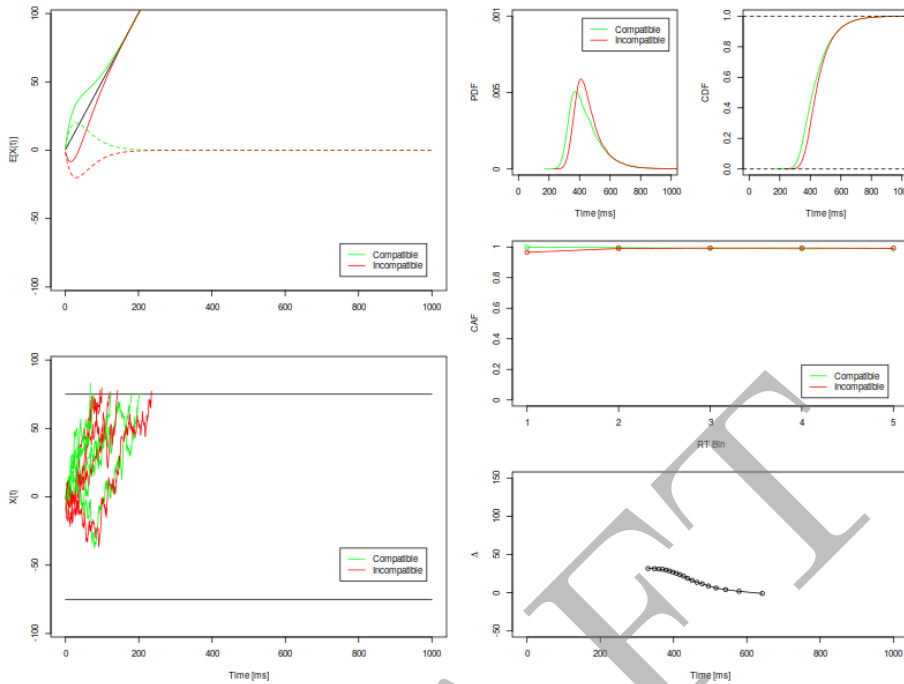 E[X(t)]
100
50
0
-50
-100
Compatible
Incompatible
0 200 400 600 800 1000
X(t)
100
50
0
-50
-100
Compatible
Incompatible
0 200 400 600 800 1000
Time [ms]
PDF
.001
.005
0
Compatible
Incompatible
0 200 400 600 800 1000
Time [ms]
CDF
1.0
0.8
0.6
0.4
0.2
0.0
0 200 400 600 800 1000
Time [ms]
CAF
1
0.8
0.6
0.4
0.2
0
Compatible
Incompatible
1 2 3 4 5
RT Bin
Δ
150
100
50
0
-50
0 200 400 600 800 1000
Time [ms]
FT